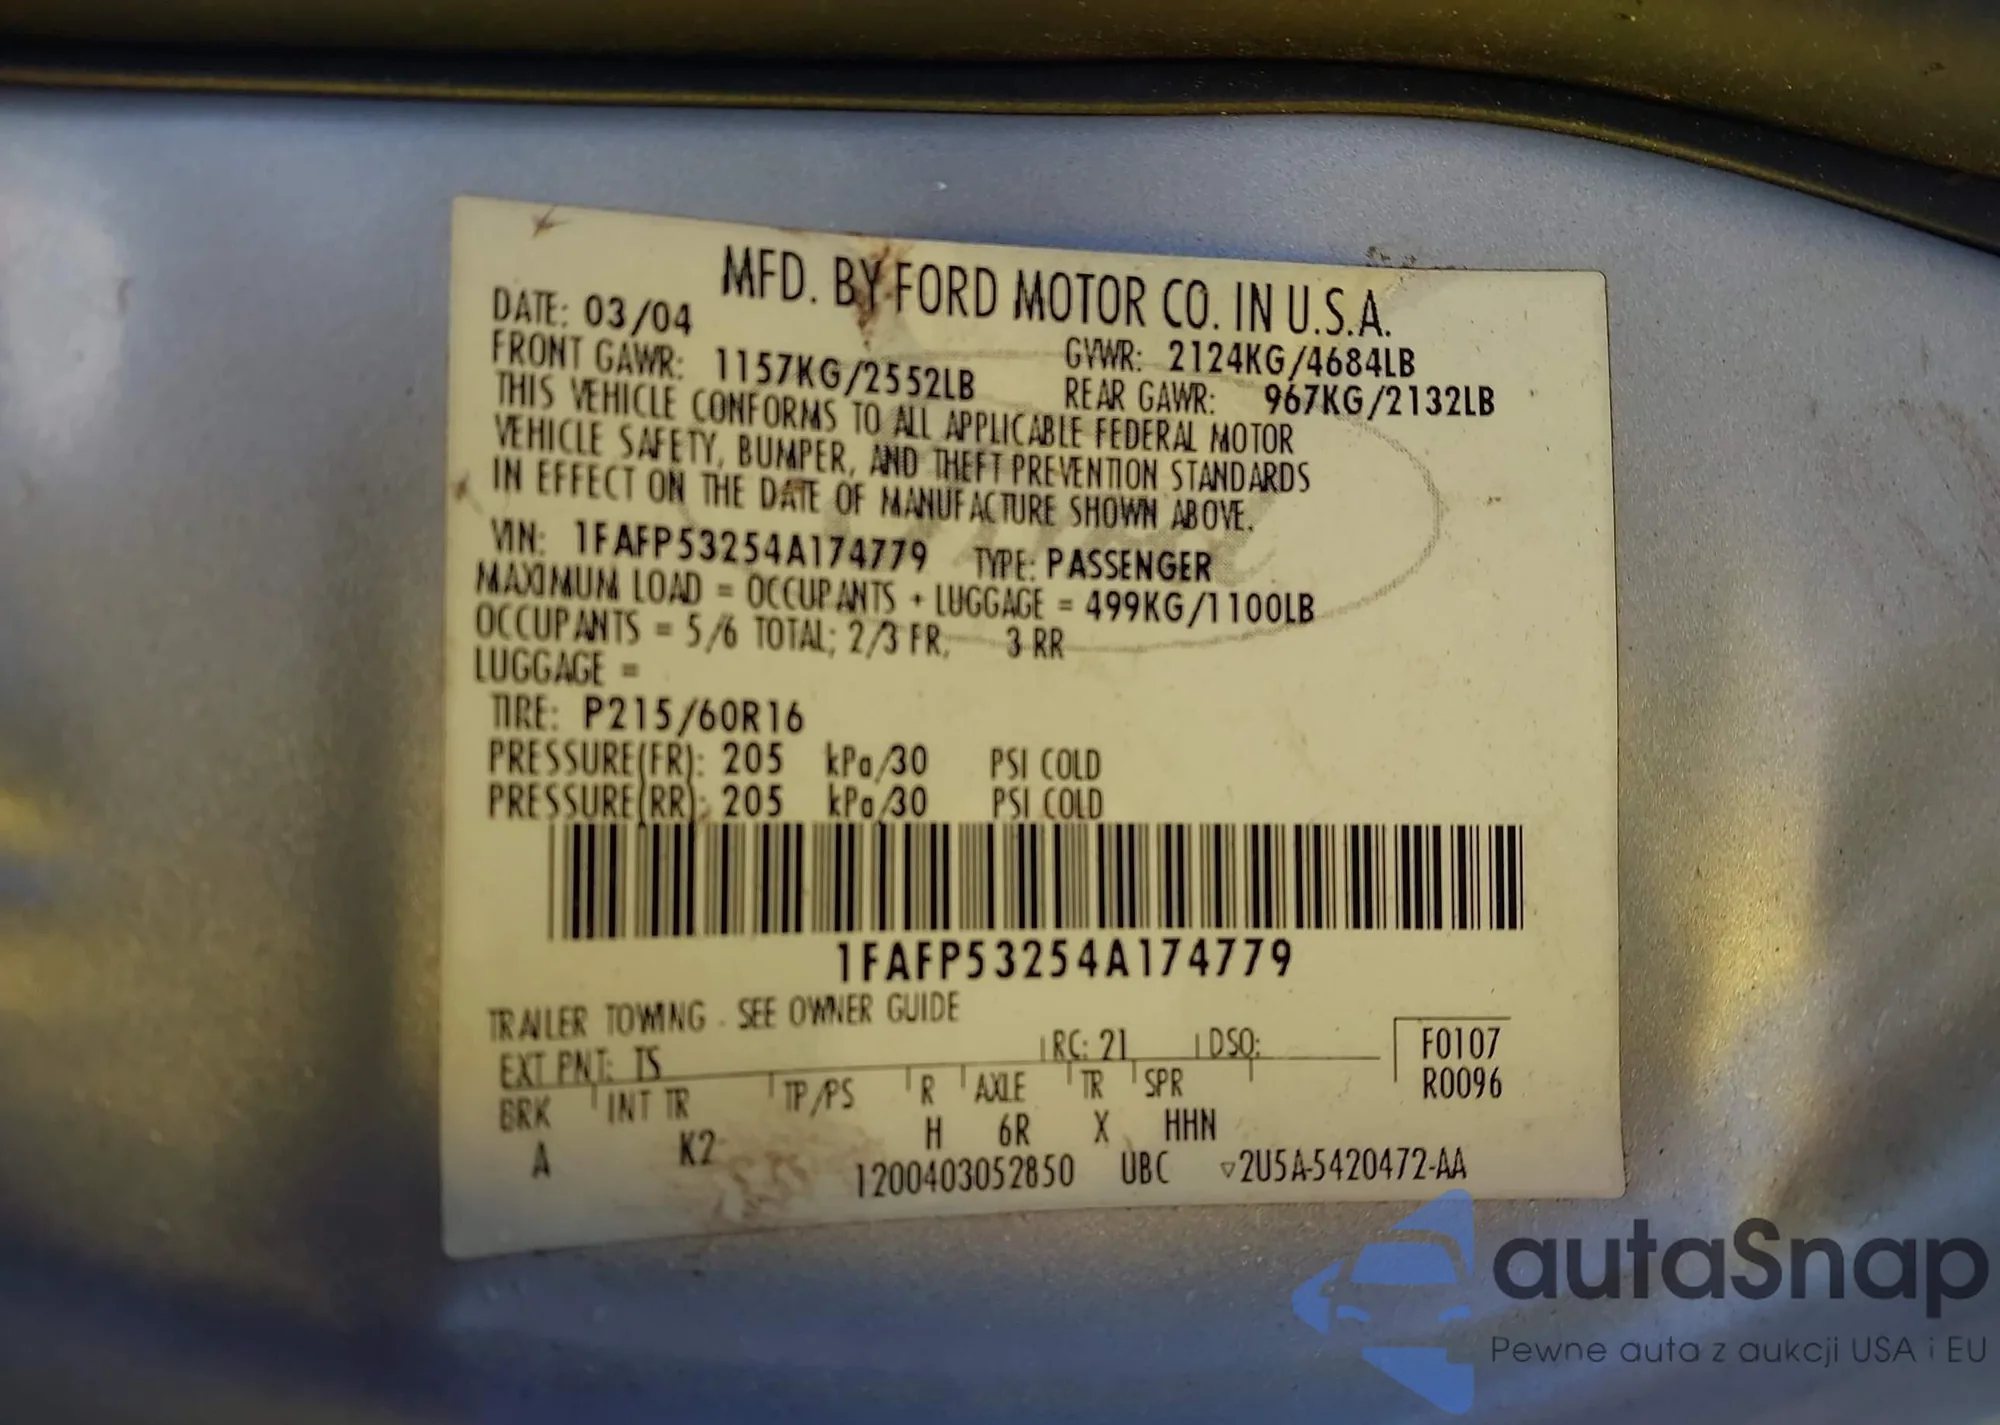 MFD. BY FORD MOTOR CO. IN U.S.A.
DATE: 03/04
GVWR: 2124KG/4684LB
FRONT GAWR: 1157KG/2552LB
REAR GAWR: 967KG/2132LB
THIS VEHICLE CONFORMS TO ALL APPLICABLE FEDERAL MOTOR
VEHICLE SAFETY, BUMPER, AND THEFT PREVENTION STANDARDS
IN EFFECT ON THE DATE OF MANUFACTURE SHOWN ABOVE.
VIN: 1FAFP53254A174779 TYPE: PASSENGER
MAXIMUM LOAD = OCCUPANTS + LUGGAGE = 499KG/1100LB
OCCUPANTS = 5/6 TOTAL; 2/3 FR, 3 RR
LUGGAGE =
TIRE: P215/60R16
PRESSURE(FR): 205 kPa/30 PSI COLD
PRESSURE(RR): 205 kPa/30 PSI COLD
1FAFP53254A174779
TRAILER TOWING - SEE OWNER GUIDE
EXT PNT: TS RC: 21 DSO: F0107
BRK INT TR TP/PS R AXLE TR SPR R0096
A K2 H 6R X HHN
1200403052850 UBC ▽2U5A-5420472-AA
autaSnap
Pewne auta z aukcji USA i EU